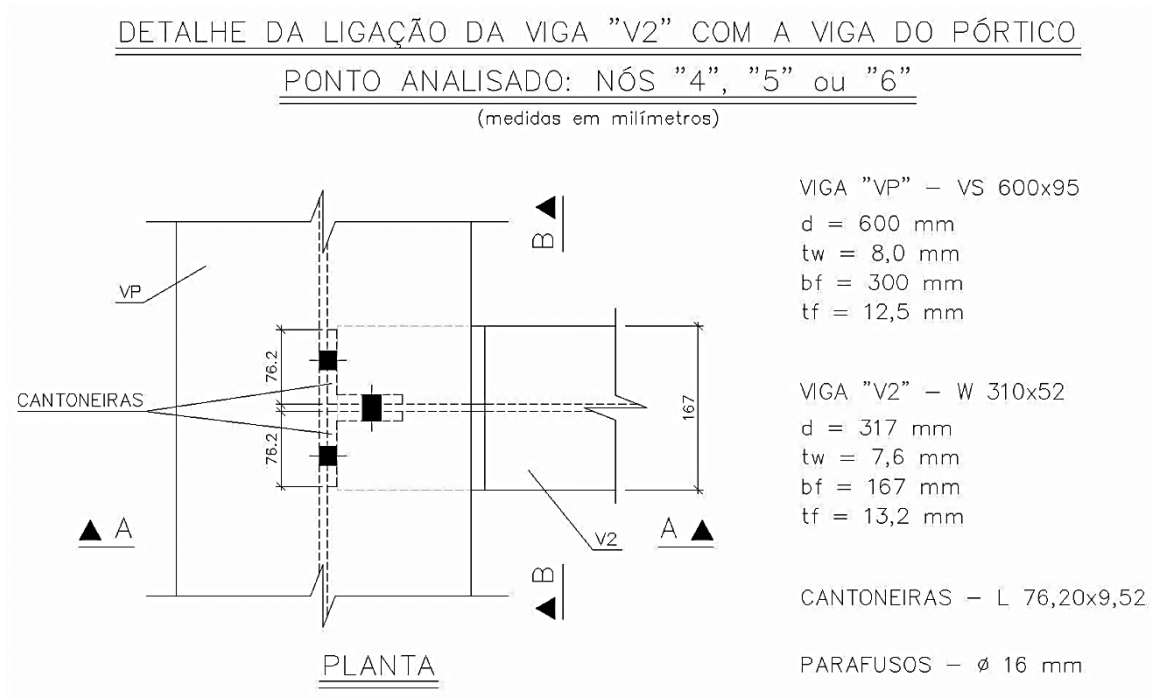 DETALHE DA LIGAÇÃO DA VIGA "V2" COM A VIGA DO PÓRTICO
PONTO ANALISADO: NÓS "4", "5" ou "6"
(medidas em milímetros)
VP
CANTONEIRAS
76.2
76.2
167
V2
B
B
A
A
PLANTA
VIGA "VP" – VS 600x95
d = 600 mm
tw = 8,0 mm
bf = 300 mm
tf = 12,5 mm
VIGA "V2" – W 310x52
d = 317 mm
tw = 7,6 mm
bf = 167 mm
tf = 13,2 mm
CANTONEIRAS – L 76,20x9,52
PARAFUSOS – ø 16 mm